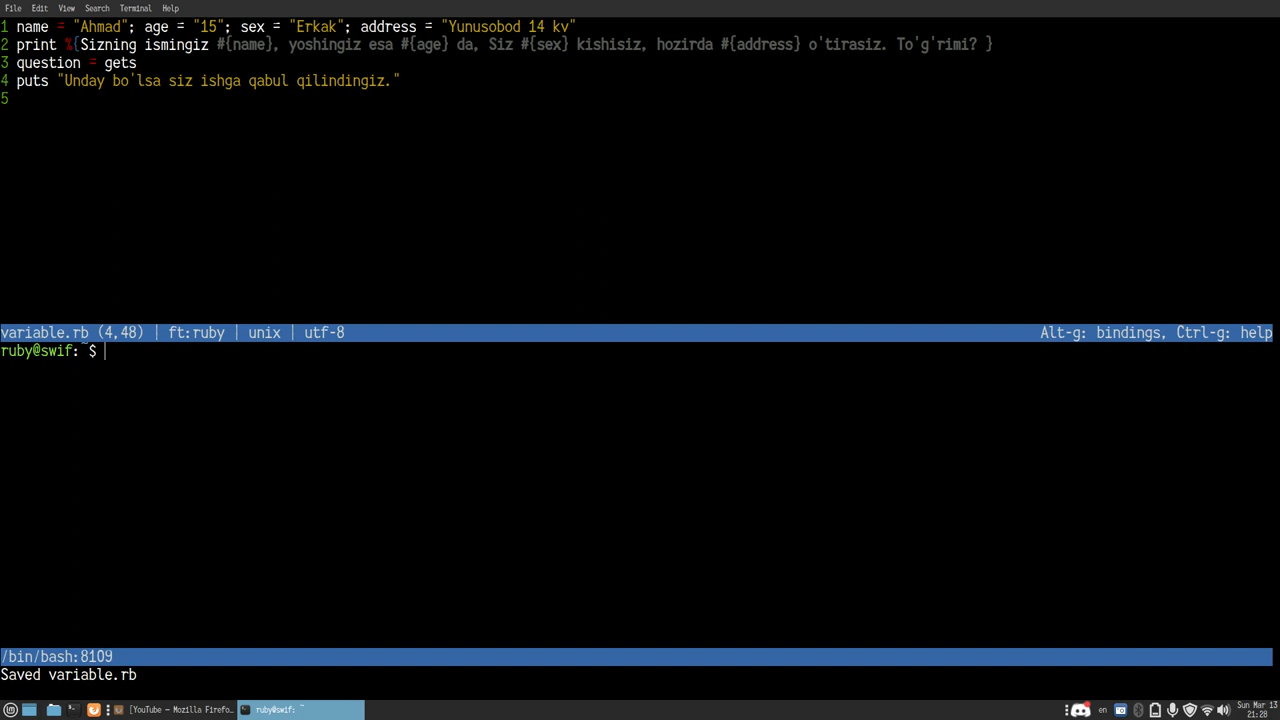 File Edit View Search Terminal Help
1 name = "Ahmad"; age = "15"; sex = "Erkak"; address = "Yunusobod 14 kv"
2 print %{Sizning ismingiz #{name}, yoshingiz esa #{age} da, Siz #{sex} kishisiz, hozirda #{address} o'tirasiz. To'g'rimi? }
3 question = gets
4 puts "Unday bo'lsa siz ishga qabul qilindingiz."
5
variable.rb (4,48) | ft:ruby | unix | utf-8 Alt-g: bindings, Ctrl-g: help
ruby@swif:~$
/bin/bash:8109
Saved variable.rb
[YouTube – Mozilla Firefo... ruby@swif: ~ en Sun Mar 13
21:28